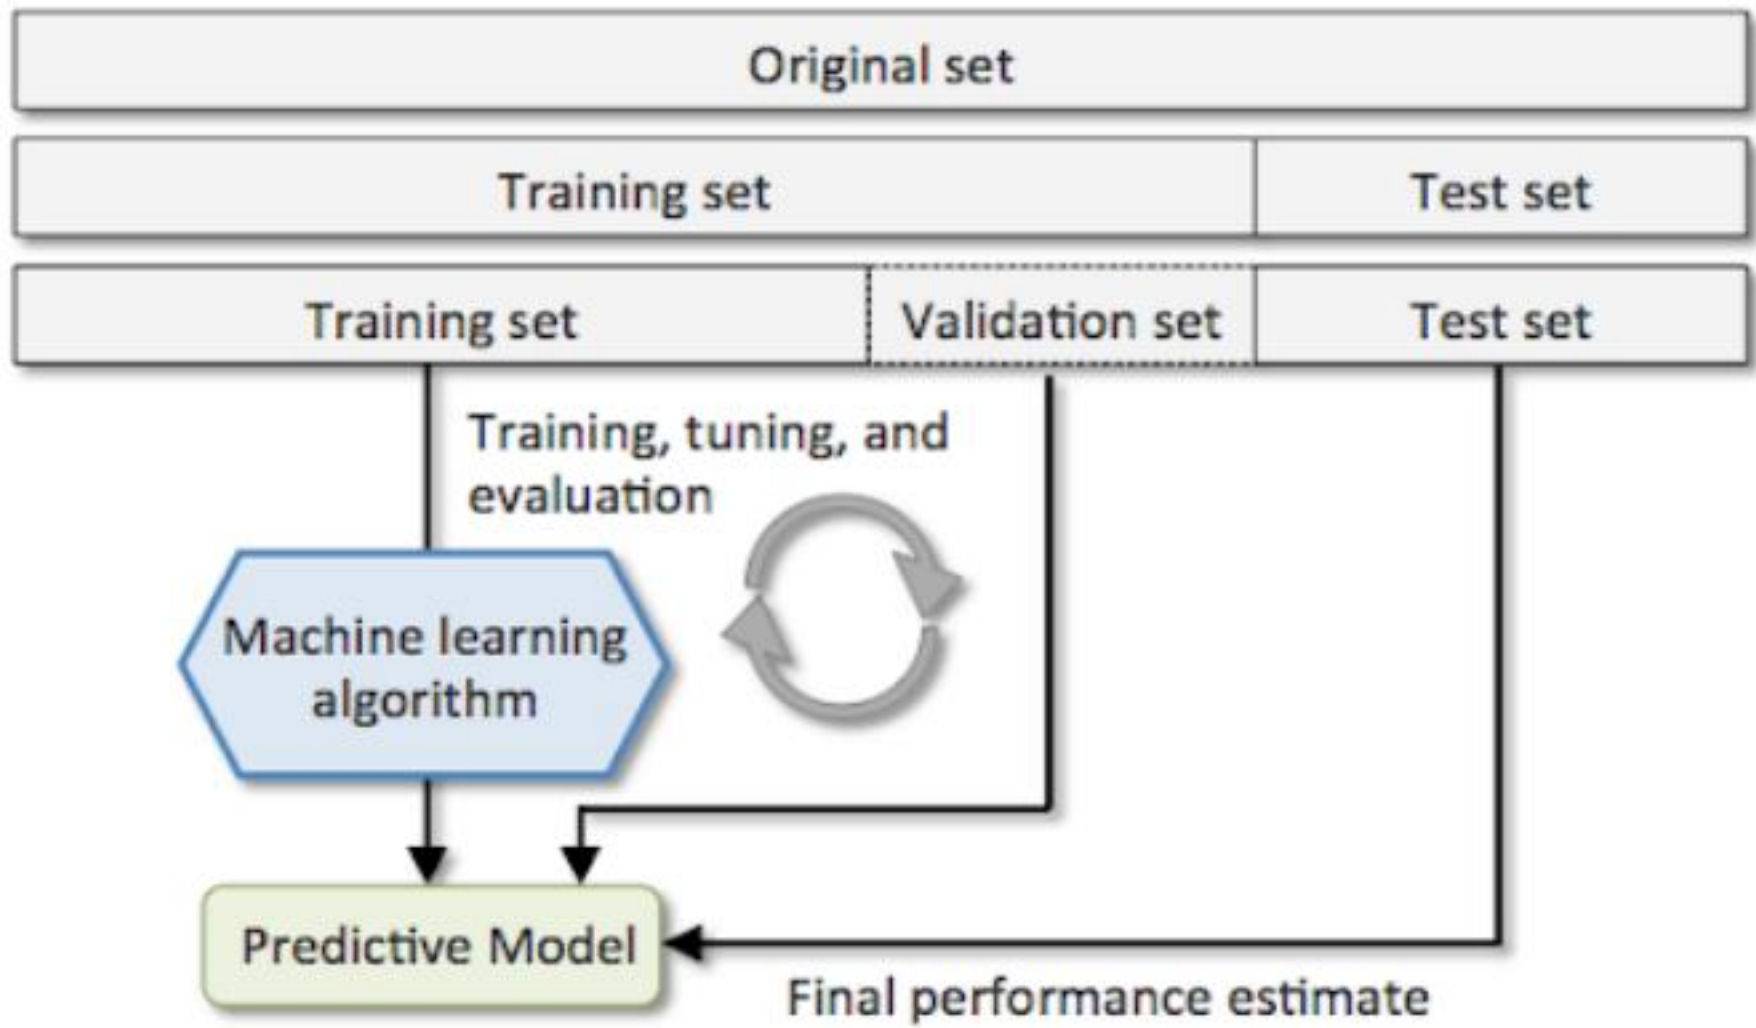 Original set
Training set
Test set
Training set
Validation set
Test set
Training, tuning, and
evaluation
Machine learning
algorithm
Predictive Model
Final performance estimate